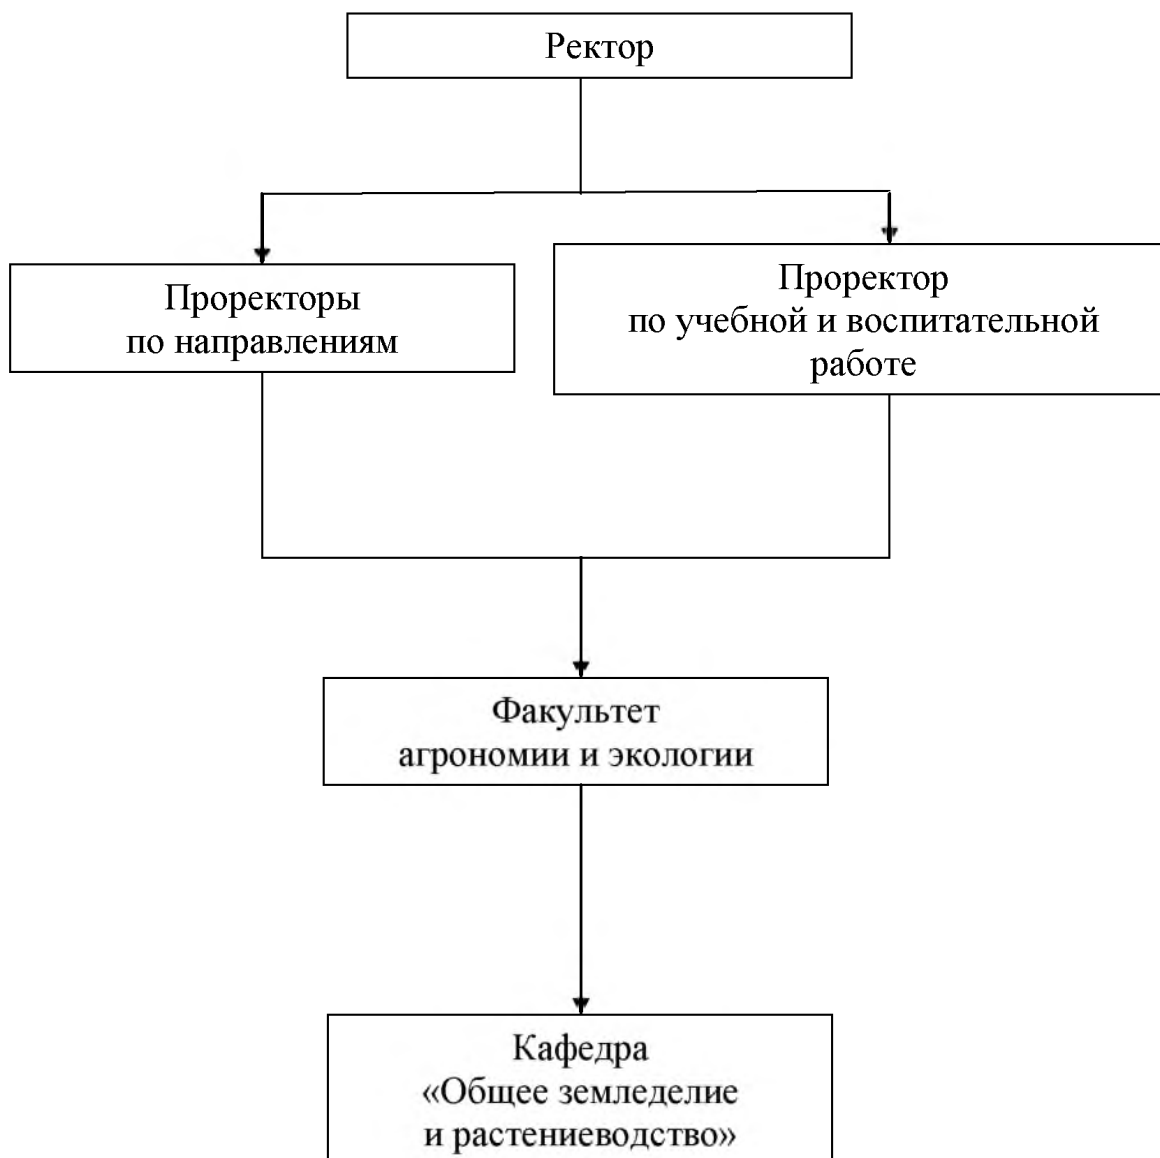 Ректор
Проректоры
по направлениям
Проректор
по учебной и воспитательной
работе
Факультет
агрономии и экологии
Кафедра
«Общее земледелие
и растениеводство»